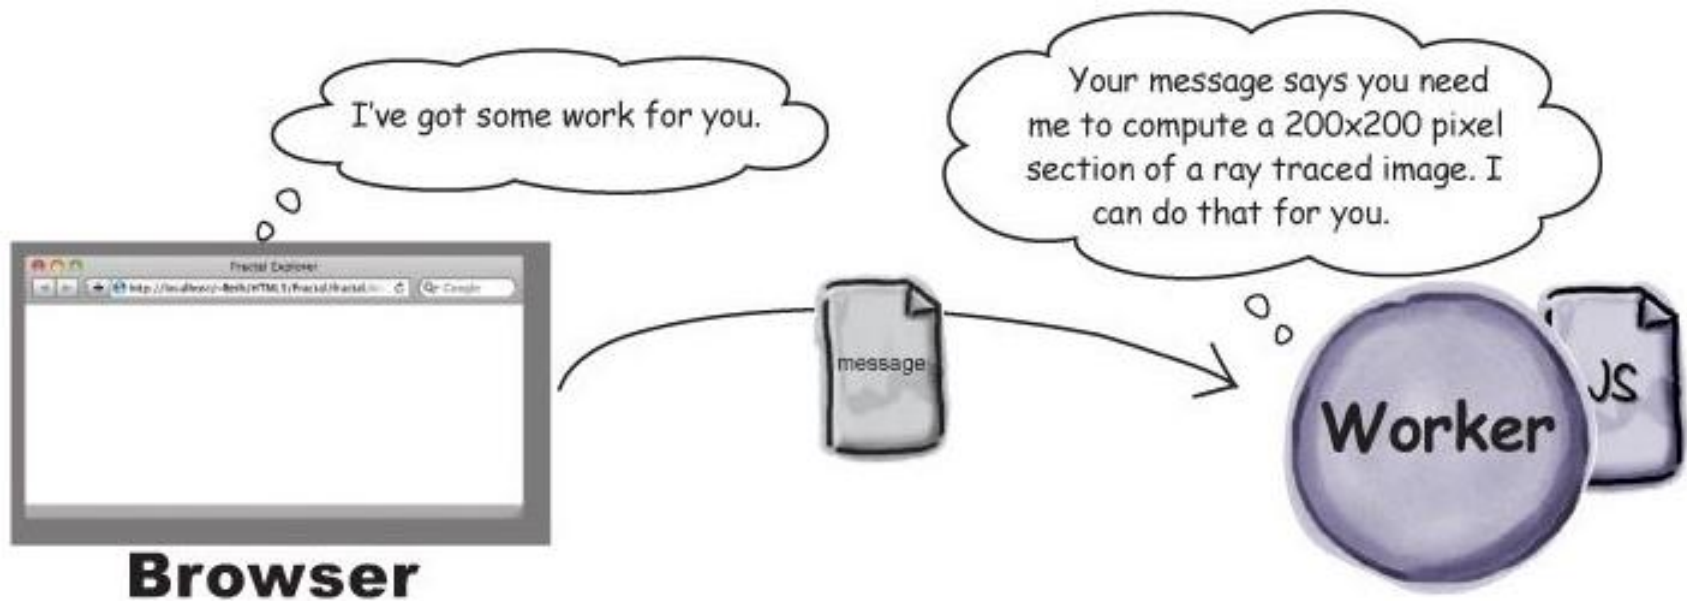 I've got some work for you.
Your message says you need
me to compute a 200x200 pixel
section of a ray traced image. I
can do that for you.
Fractal Explorer
Google
message
Worker
JS
Browser